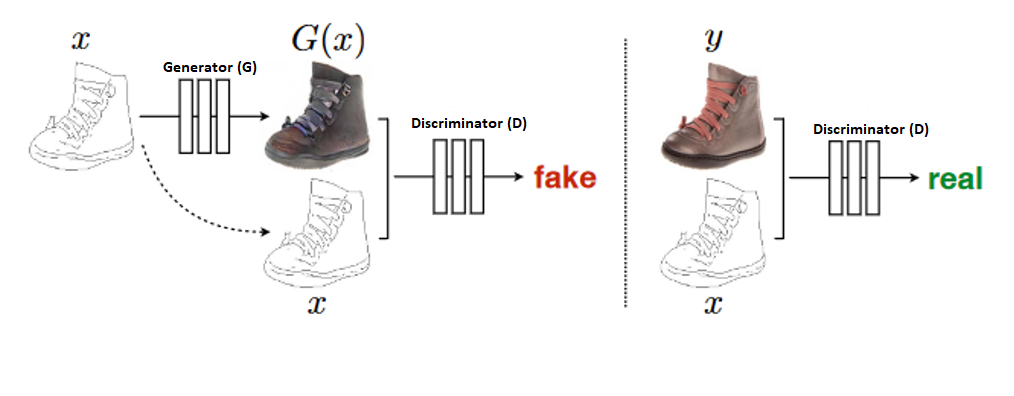 x
Generator (G)
G(x)
Discriminator (D)
fake
x
y
Discriminator (D)
real
x